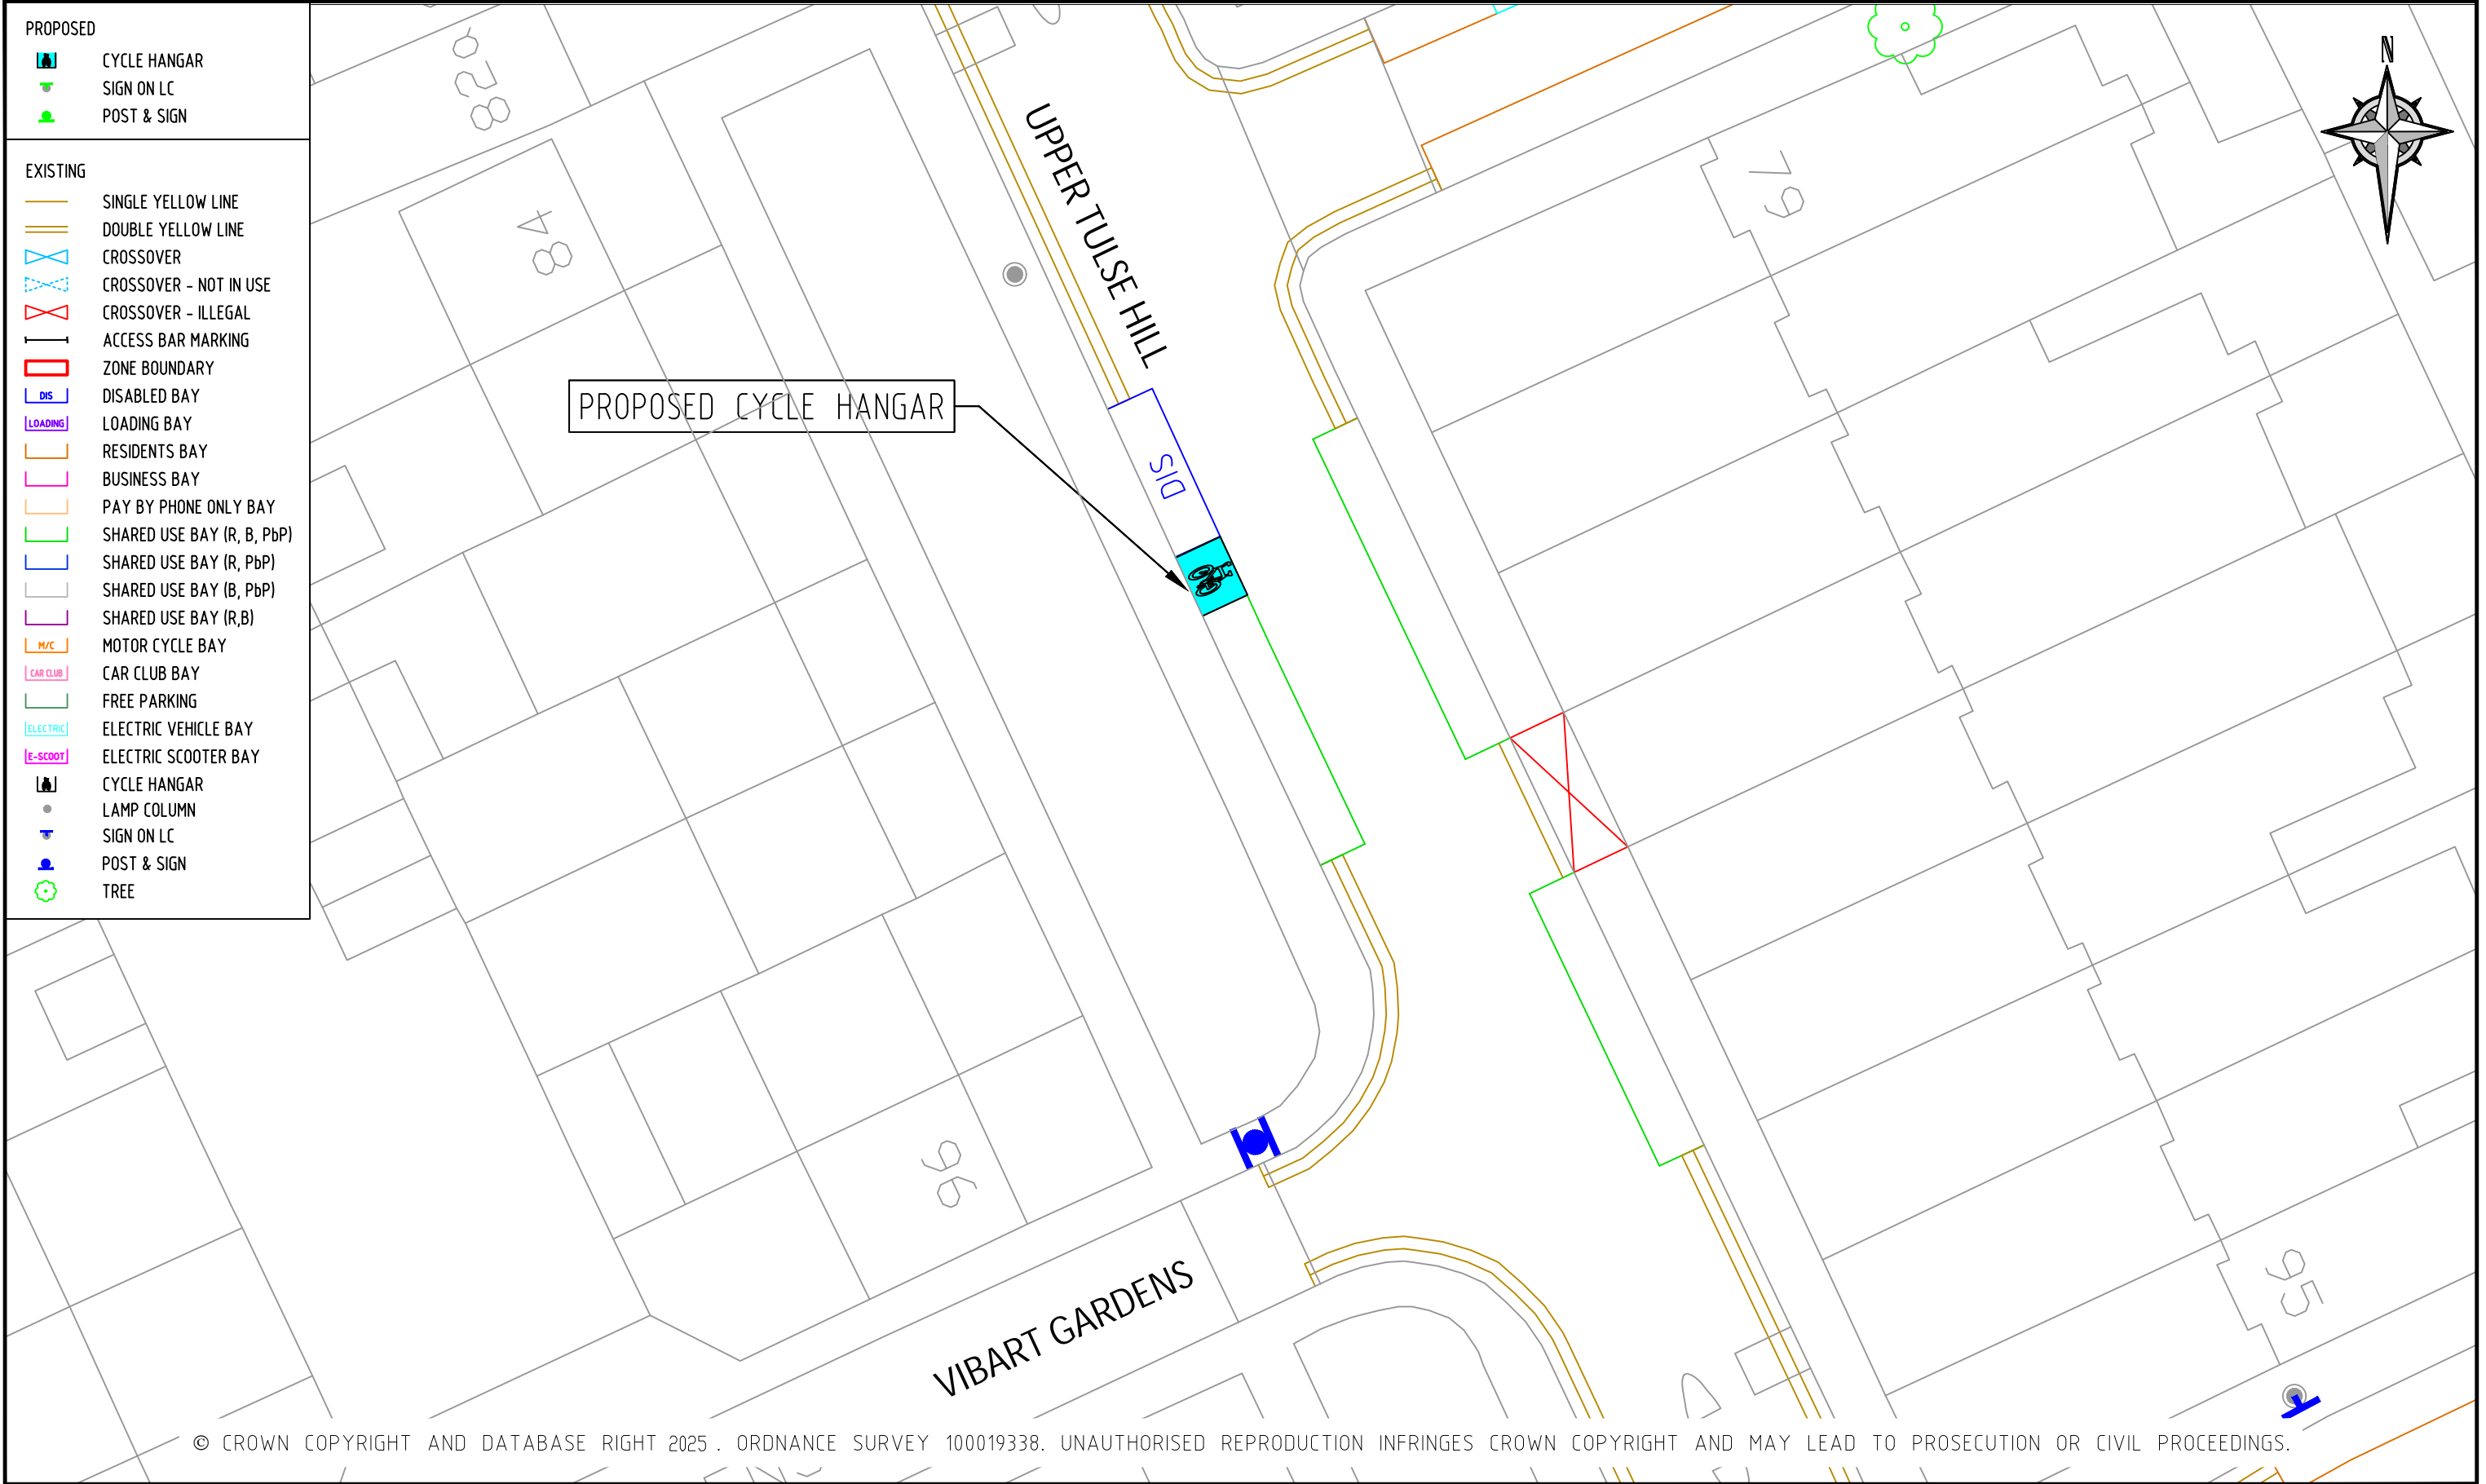 PROPOSED
CYCLE HANGAR
SIGN ON LC
POST & SIGN
EXISTING
SINGLE YELLOW LINE
DOUBLE YELLOW LINE
CROSSOVER
CROSSOVER - NOT IN USE
CROSSOVER - ILLEGAL
ACCESS BAR MARKING
ZONE BOUNDARY
DIS DISABLED BAY
LOADING LOADING BAY
RESIDENTS BAY
BUSINESS BAY
PAY BY PHONE ONLY BAY
SHARED USE BAY (R, B, PbP)
SHARED USE BAY (R, PbP)
SHARED USE BAY (B, PbP)
SHARED USE BAY (R,B)
M/C MOTOR CYCLE BAY
CAR CLUB CAR CLUB BAY
FREE PARKING
ELECTRIC ELECTRIC VEHICLE BAY
E-SCOOT ELECTRIC SCOOTER BAY
CYCLE HANGAR
LAMP COLUMN
SIGN ON LC
POST & SIGN
TREE
N
82a
84
67
UPPER TULSE HILL
PROPOSED CYCLE HANGAR
DIS
96
59
VIBART GARDENS
© CROWN COPYRIGHT AND DATABASE RIGHT 2025 . ORDNANCE SURVEY 100019338. UNAUTHORISED REPRODUCTION INFRINGES CROWN COPYRIGHT AND MAY LEAD TO PROSECUTION OR CIVIL PROCEEDINGS.